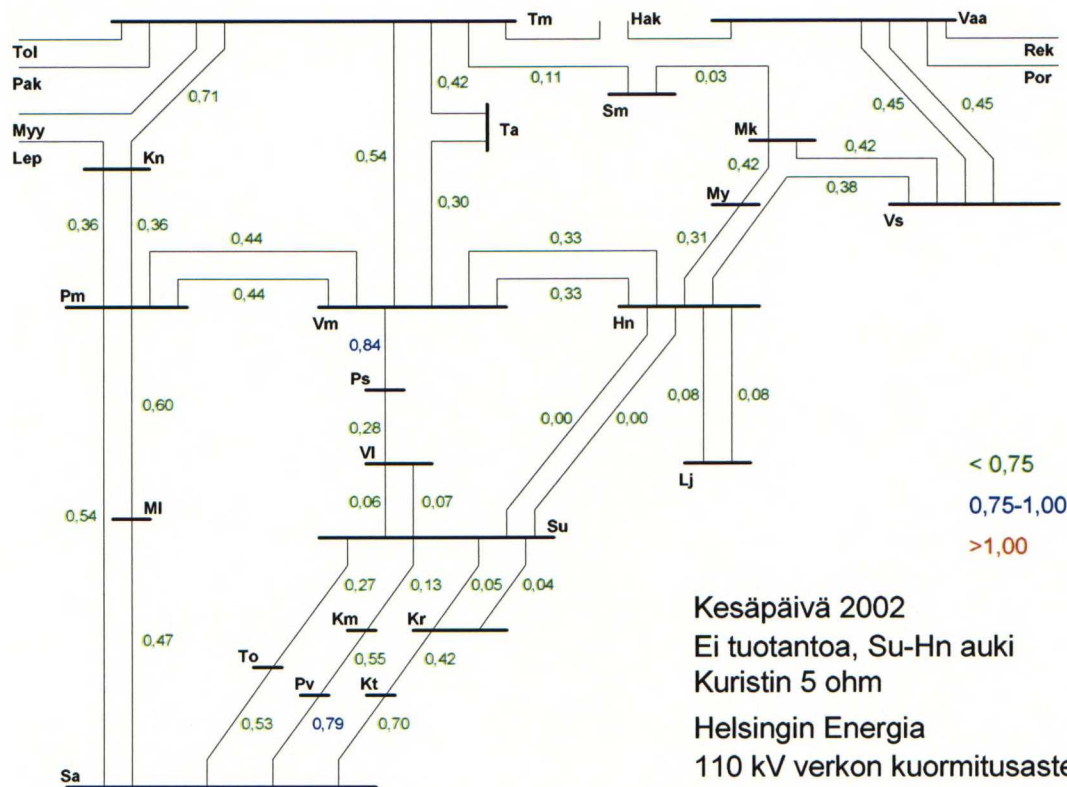 Tm
Hak
Vaa
Tol
Rek
Pak
Por
0,71
0,42
0,11
0,03
0,45
0,45
Sm
Myy
Ta
Mk
Lep
Kn
0,54
0,42
0,42
0,38
My
Vs
0,36
0,36
0,30
0,31
0,44
0,33
Pm
0,44
0,33
Vm
Hn
0,84
Ps
0,60
0,28
0,00
0,00
0,08
0,08
Vl
Lj
< 0,75
0,06
0,07
0,75-1,00
0,54
Ml
Su
>1,00
0,27
0,13
0,05
0,04
Km
Kr
Kesäpäivä 2002
0,47
To
0,55
0,42
Ei tuotantoa, Su-Hn auki
Pv
Kt
Kuristin 5 ohm
0,53
0,79
0,70
Helsingin Energia
Sa
110 kV verkon kuormitusaste